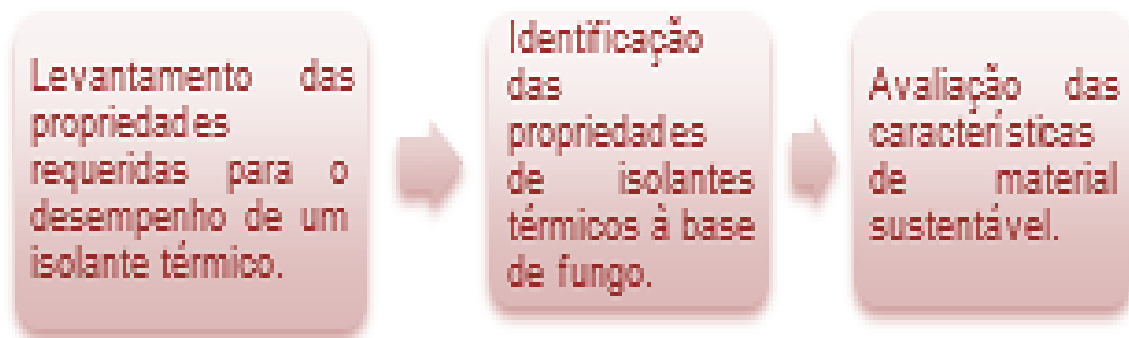 Levantamento das
propriedades
requeridas para o
desempenho de um
isolante térmico.
Identificação
das
propriedades
de isolantes
térmicos à base
de fungo.
Avaliação das
características
de material
sustentável.